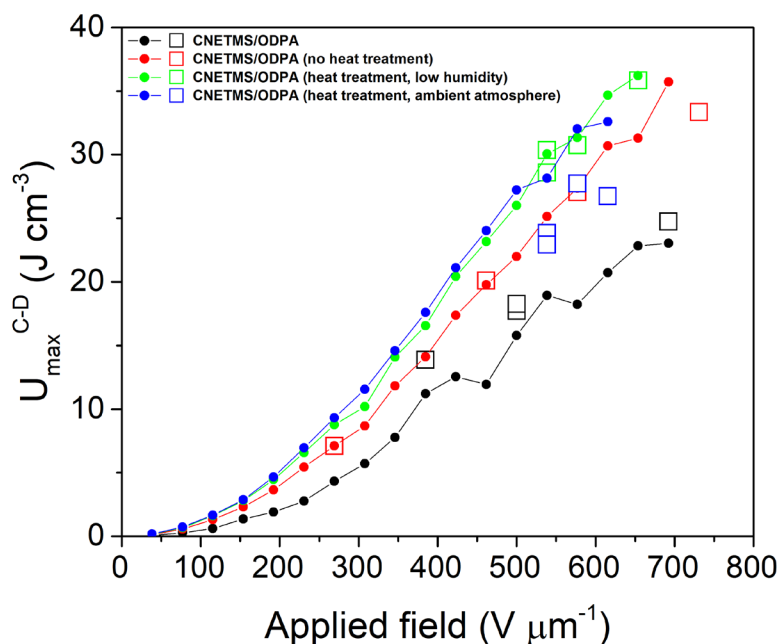 40
30
20
10
0
U_max^C-D (J cm⁻³)
CNETMS/ODPA
CNETMS/ODPA (no heat treatment)
CNETMS/ODPA (heat treatment, low humidity)
CNETMS/ODPA (heat treatment, ambient atmosphere)
0 100 200 300 400 500 600 700 800
Applied field (V μm⁻¹)